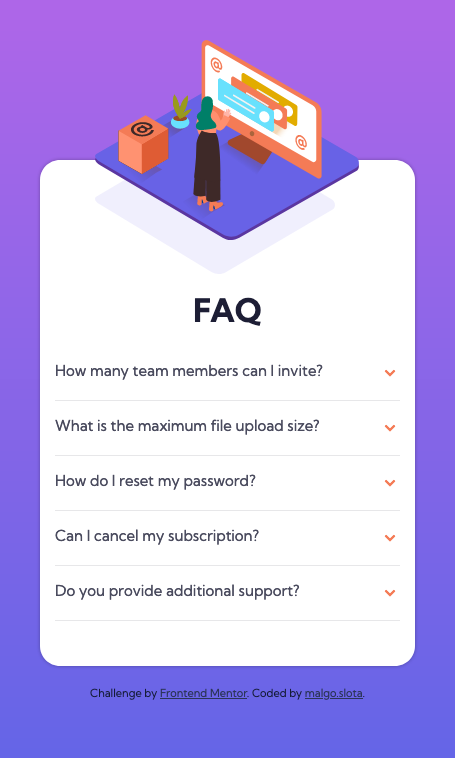 @
@
@
FAQ
How many team members can I invite?
What is the maximum file upload size?
How do I reset my password?
Can I cancel my subscription?
Do you provide additional support?
Challenge by Frontend Mentor. Coded by malgo.slota.